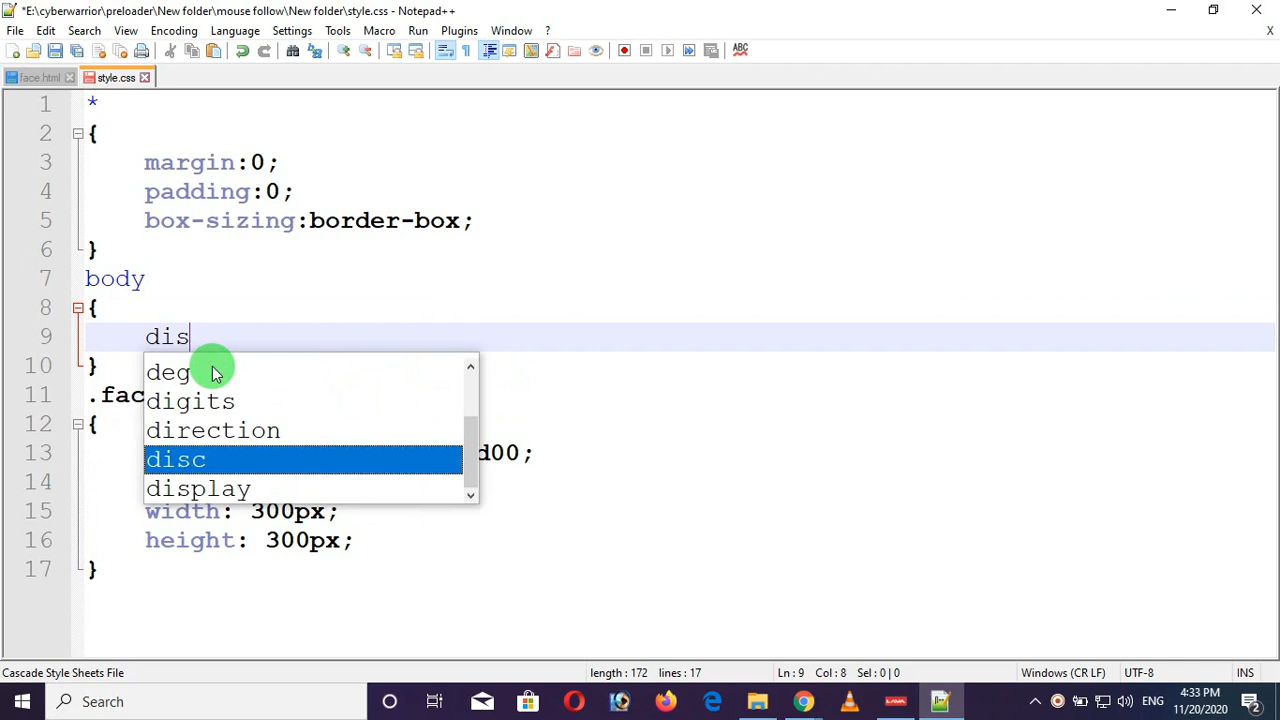 *E:\cyberwarrior\preloader\New folder\mouse follow\New folder\style.css - Notepad++
File Edit Search View Encoding Language Settings Tools Macro Run Plugins Window ? X
ABC
face.html style.css
1 *
2 {
3 margin:0;
4 padding:0;
5 box-sizing:border-box;
6 }
7 body
8 {
9 dis
10 }
deg
11 .fac
digits
12 {
direction
13 d00;
disc
14
display
15 width: 300px;
16 height: 300px;
17 }
Cascade Style Sheets File length : 172 lines : 17 Ln : 9 Col : 8 Sel : 0 | 0 Windows (CR LF) UTF-8 INS
Search LAVA ENG 4:33 PM
11/20/2020 2